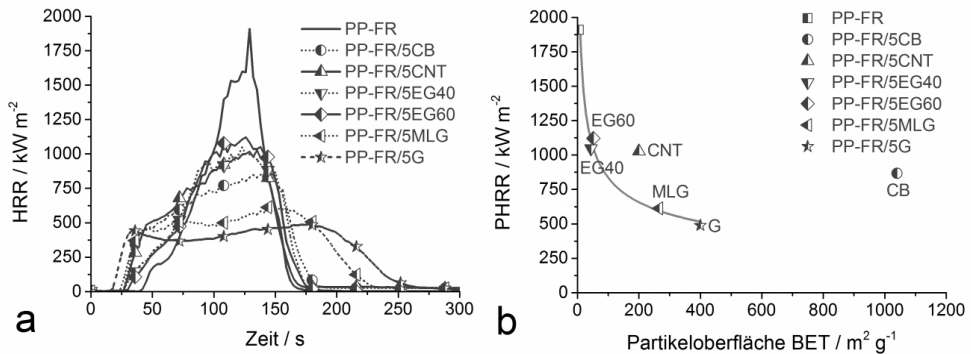 2000
1750
1500
1250
1000
750
500
250
0
HRR / kW m⁻²
PP-FR
PP-FR/5CB
PP-FR/5CNT
PP-FR/5EG40
PP-FR/5EG60
PP-FR/5MLG
PP-FR/5G
0 50 100 150 200 250 300
Zeit / s
a
2000
1750
1500
1250
1000
750
500
250
0
PHRR / kW m⁻²
PP-FR
PP-FR/5CB
PP-FR/5CNT
PP-FR/5EG40
PP-FR/5EG60
PP-FR/5MLG
PP-FR/5G
EG60
EG40
CNT
MLG
G
CB
0 200 400 600 800 1000 1200
Partikeloberfläche BET / m² g⁻¹
b